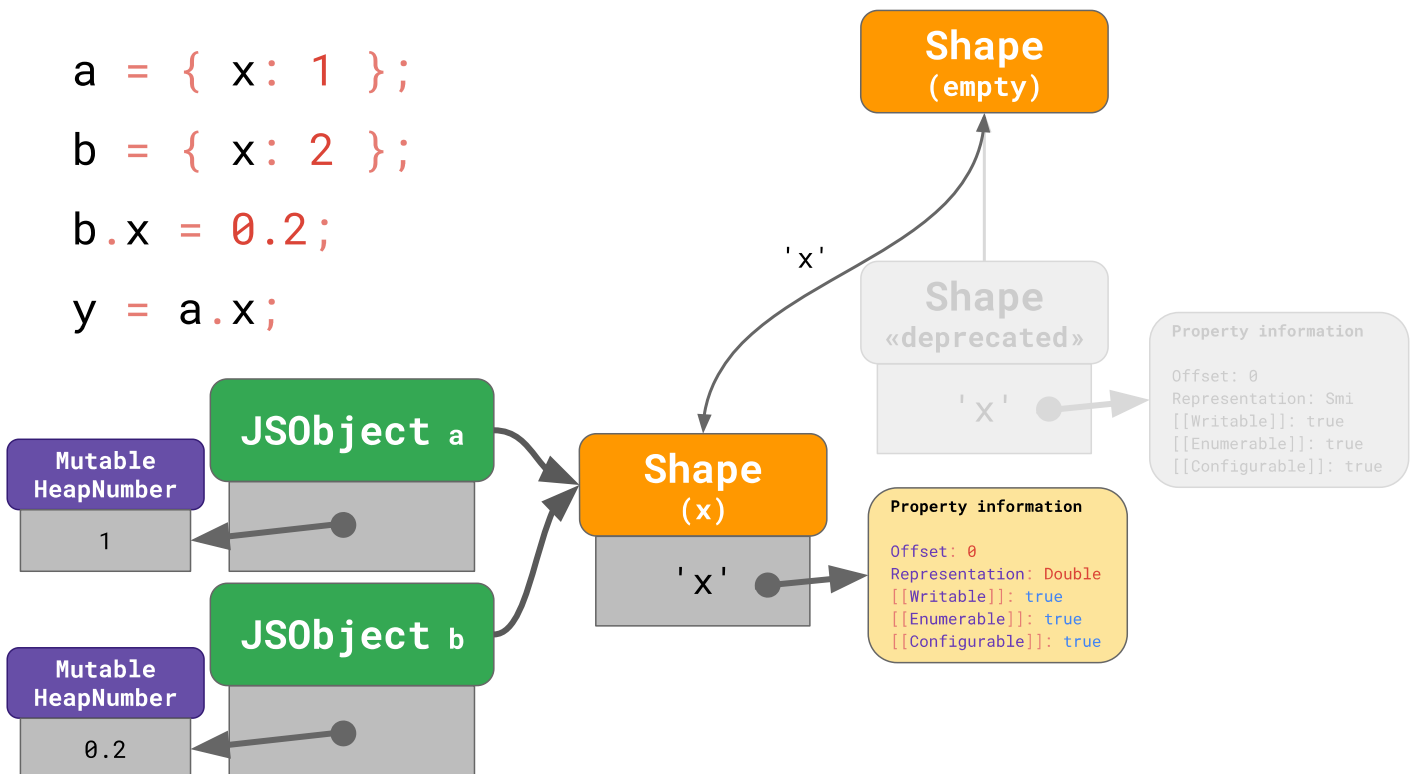 a = { x: 1 };
b = { x: 2 };
b.x = 0.2;
y = a.x;
Shape
(empty)
'x'
Shape
«deprecated»
'x'
Property information
Offset: 0
Representation: Smi
[[Writable]]: true
[[Enumerable]]: true
[[Configurable]]: true
JSObject a
Mutable
HeapNumber
1
JSObject b
Mutable
HeapNumber
0.2
Shape
(x)
'x'
Property information
Offset: 0
Representation: Double
[[Writable]]: true
[[Enumerable]]: true
[[Configurable]]: true